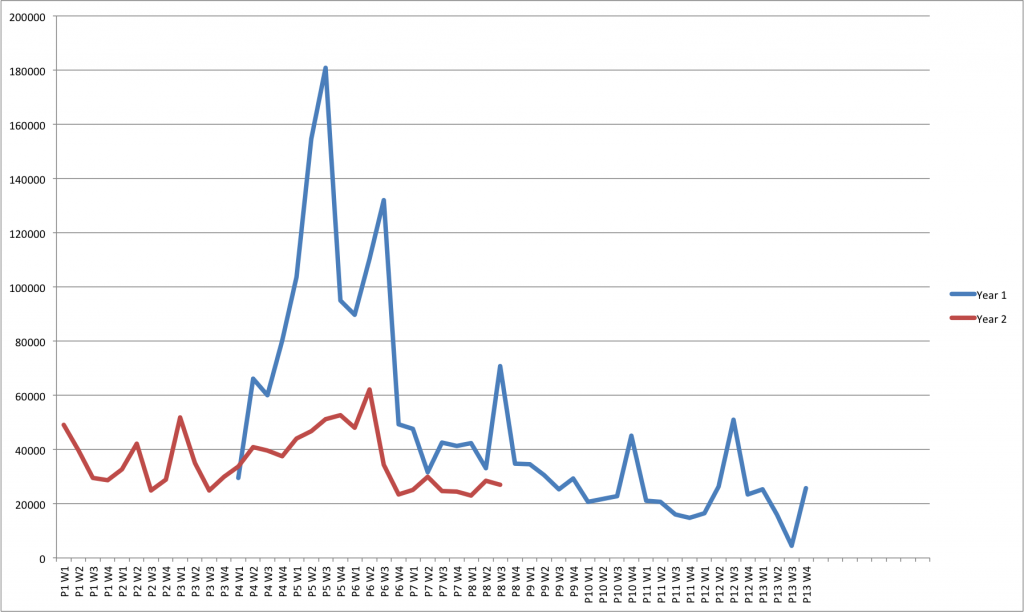 200000
180000
160000
140000
120000
100000
80000
60000
40000
20000
0
Year 1
Year 2
P1 W1
P1 W2
P1 W3
P1 W4
P2 W1
P2 W2
P2 W3
P2 W4
P3 W1
P3 W2
P3 W3
P3 W4
P4 W1
P4 W2
P4 W3
P4 W4
P5 W1
P5 W2
P5 W3
P5 W4
P6 W1
P6 W2
P6 W3
P6 W4
P7 W1
P7 W2
P7 W3
P7 W4
P8 W1
P8 W2
P8 W3
P8 W4
P9 W1
P9 W2
P9 W3
P9 W4
P10 W1
P10 W2
P10 W3
P10 W4
P11 W1
P11 W2
P11 W3
P11 W4
P12 W1
P12 W2
P12 W3
P12 W4
P13 W1
P13 W2
P13 W3
P13 W4